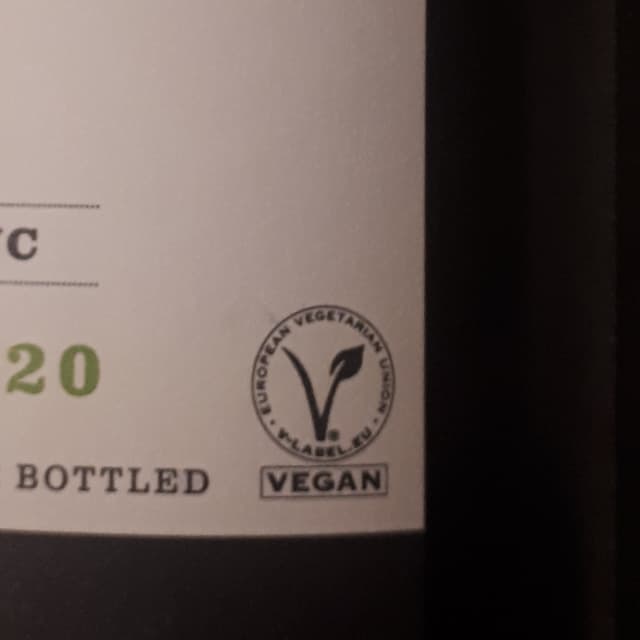 20
EUROPEAN VEGETARIAN UNION
• V-LABEL.EU •
BOTTLED
VEGAN